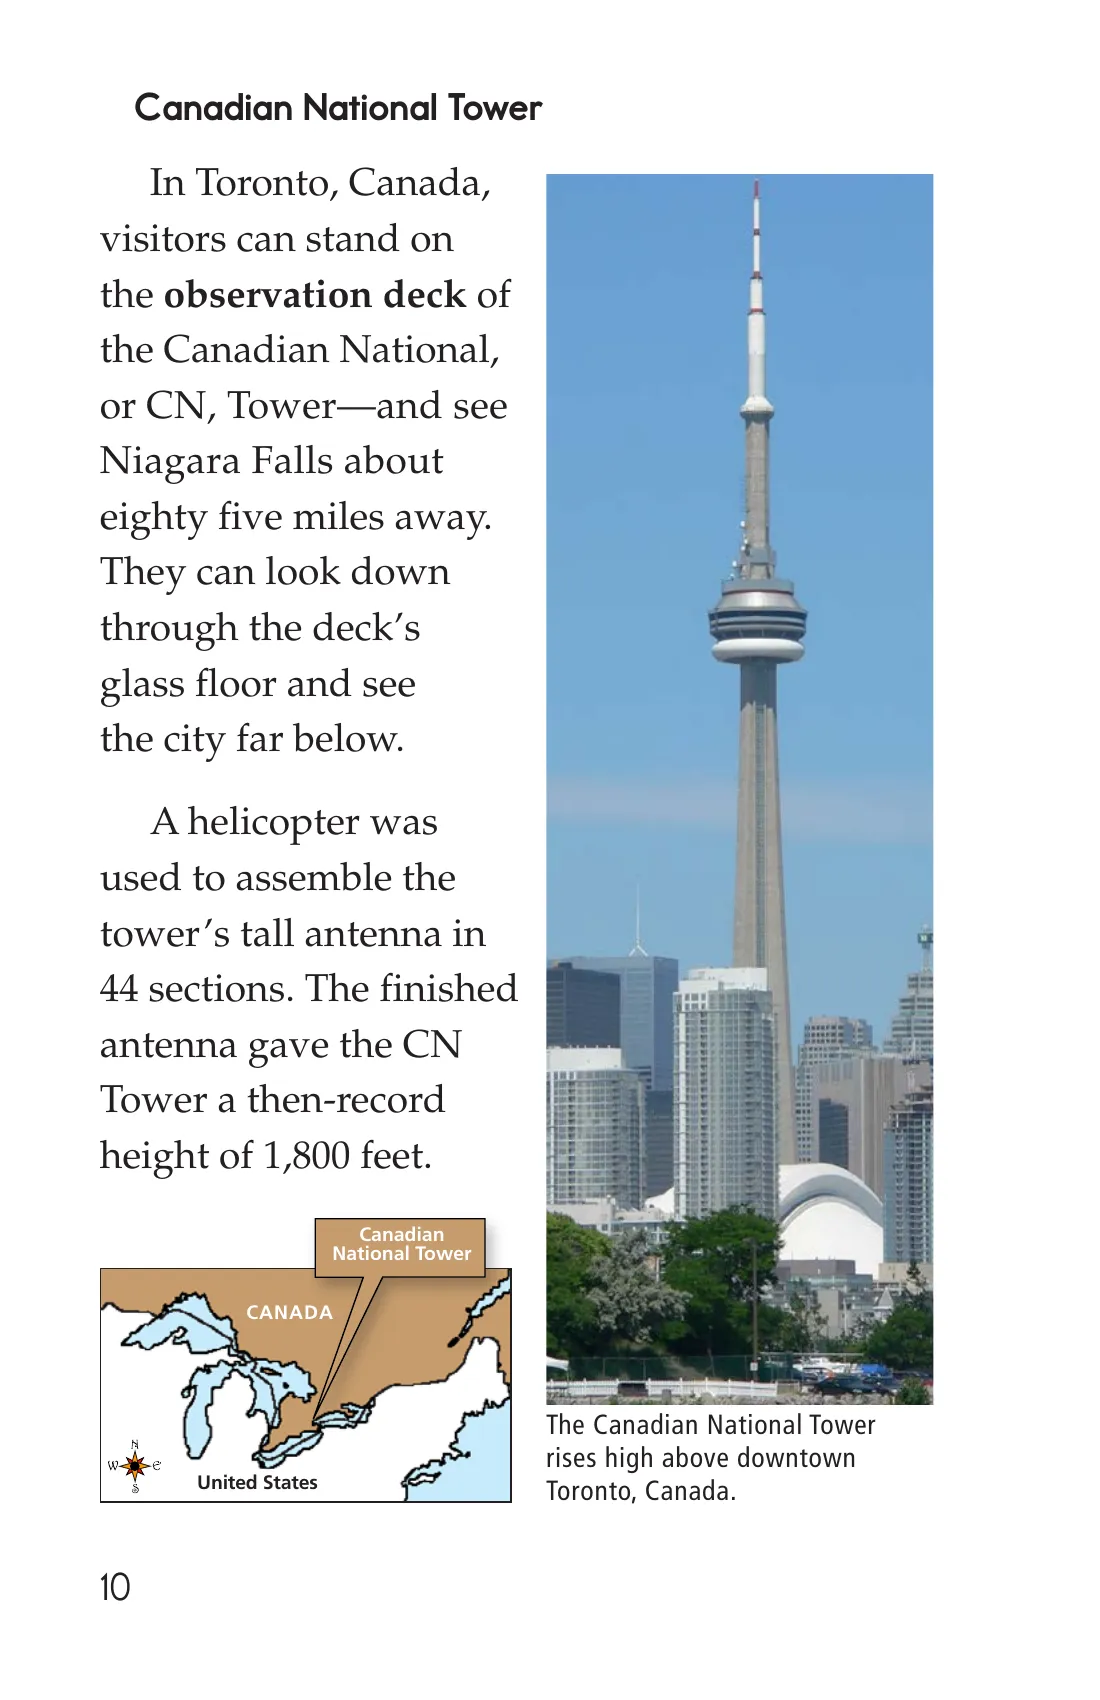 Canadian National Tower
In Toronto, Canada,
visitors can stand on
the observation deck of
the Canadian National,
or CN, Tower—and see
Niagara Falls about
eighty five miles away.
They can look down
through the deck’s
glass floor and see
the city far below.
A helicopter was
used to assemble the
tower’s tall antenna in
44 sections. The finished
antenna gave the CN
Tower a then-record
height of 1,800 feet.
Canadian
National Tower
CANADA
N
W E
S
United States
The Canadian National Tower
rises high above downtown
Toronto, Canada.
10